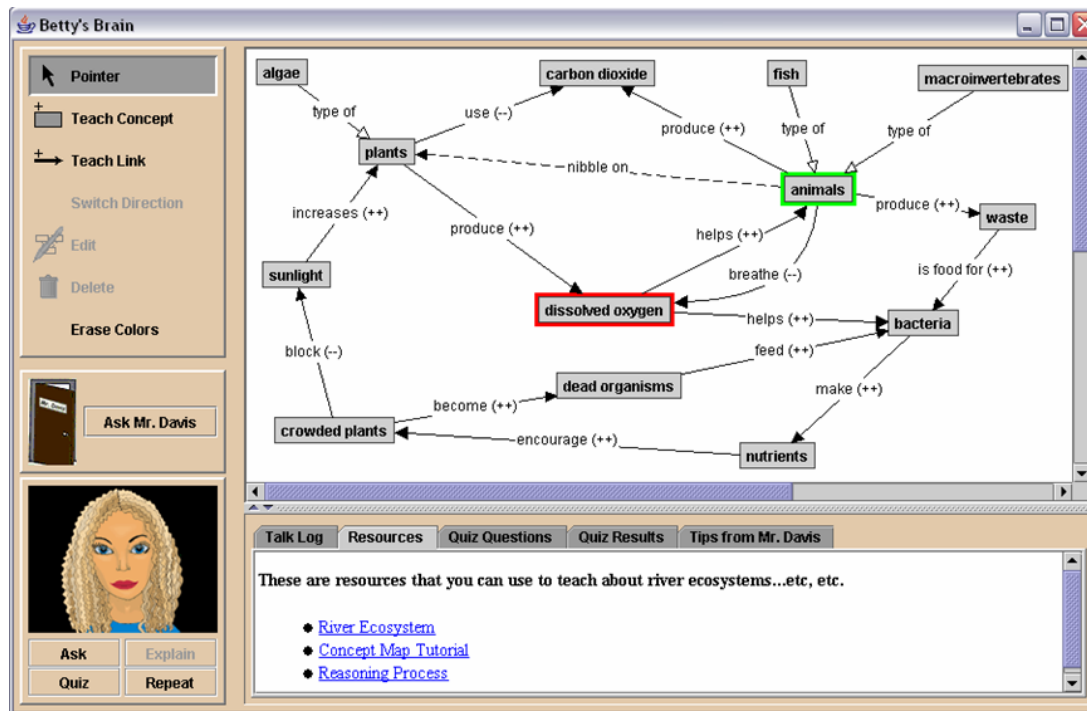 Betty's Brain
Pointer
Teach Concept
Teach Link
Switch Direction
Edit
Delete
Erase Colors
Mr. Davis
Ask Mr. Davis
Ask
Explain
Quiz
Repeat
algae
carbon dioxide
fish
macroinvertebrates
type of
use (--)
produce (++)
type of
type of
plants
nibble on
animals
increases (++)
produce (++)
produce (++)
waste
helps (++)
sunlight
breathe (--)
is food for (++)
dissolved oxygen
helps (++)
bacteria
block (--)
feed (++)
dead organisms
make (++)
become (++)
crowded plants
encourage (++)
nutrients
Talk Log
Resources
Quiz Questions
Quiz Results
Tips from Mr. Davis
These are resources that you can use to teach about river ecosystems...etc, etc.
River Ecosystem
Concept Map Tutorial
Reasoning Process